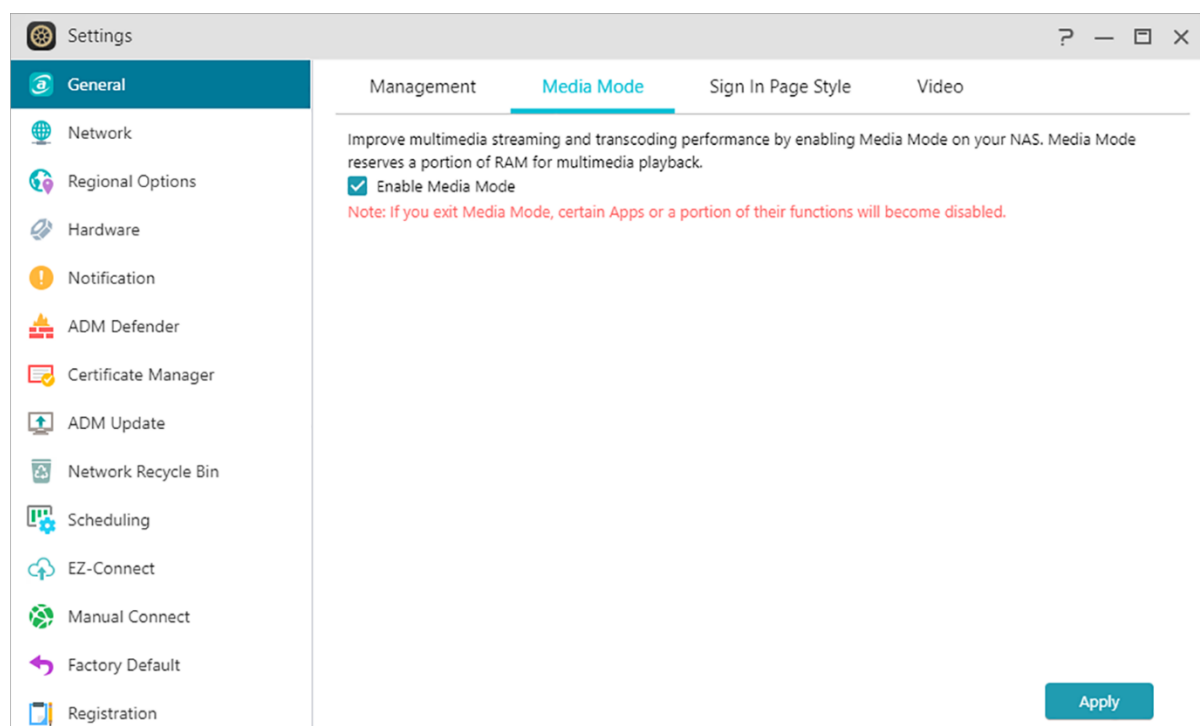 Settings
General
Network
Regional Options
Hardware
Notification
ADM Defender
Certificate Manager
ADM Update
Network Recycle Bin
Scheduling
EZ-Connect
Manual Connect
Factory Default
Registration
Management
Media Mode
Sign In Page Style
Video
Improve multimedia streaming and transcoding performance by enabling Media Mode on your NAS. Media Mode
reserves a portion of RAM for multimedia playback.
Enable Media Mode
Note: If you exit Media Mode, certain Apps or a portion of their functions will become disabled.
Apply